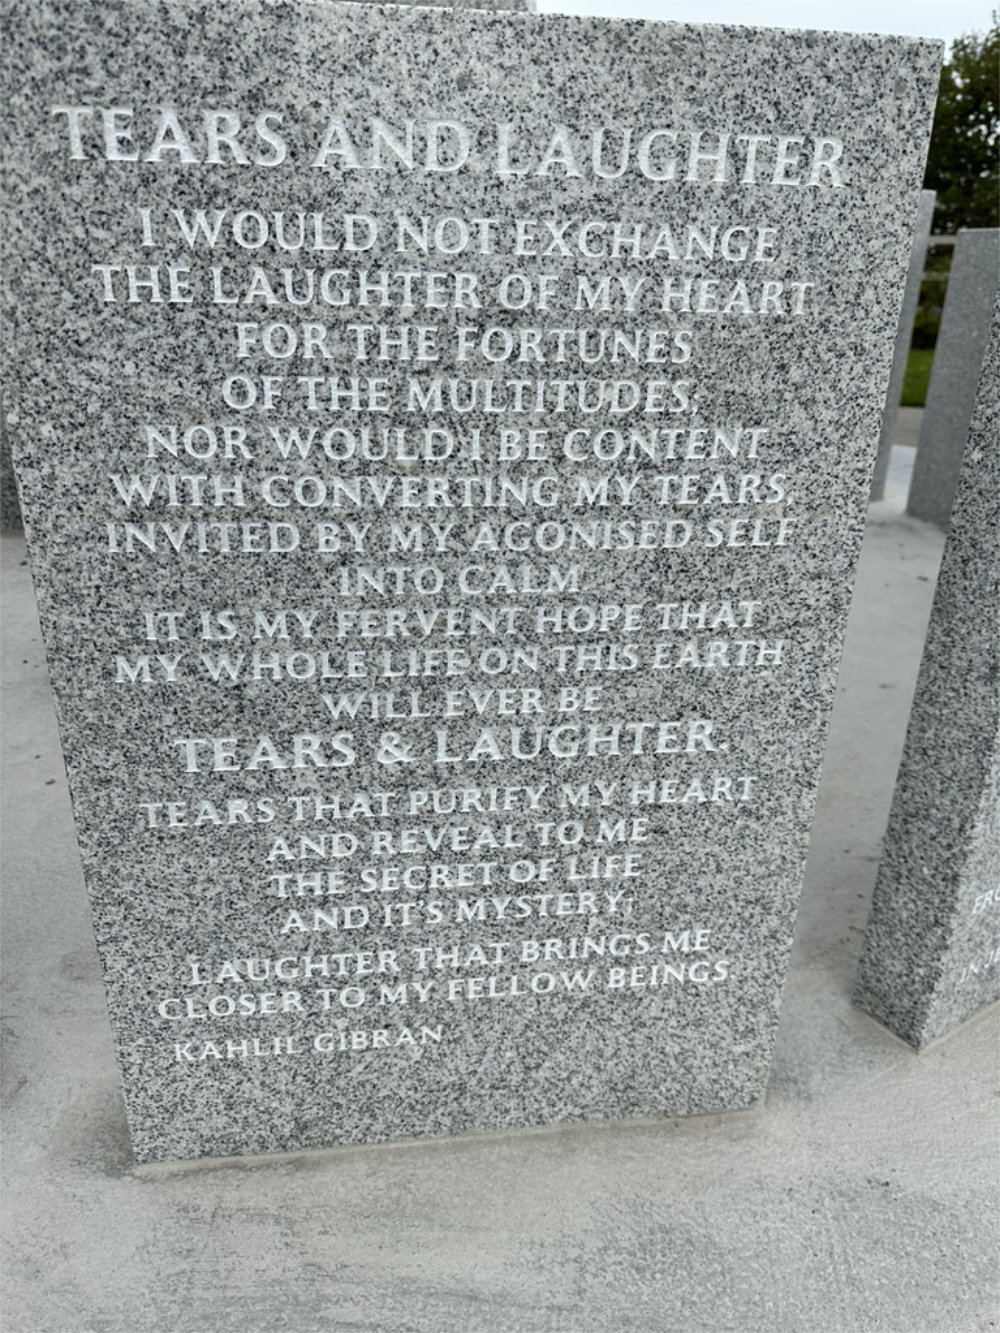 TEARS AND LAUGHTER
I WOULD NOT EXCHANGE
THE LAUGHTER OF MY HEART
FOR THE FORTUNES
OF THE MULTITUDES;
NOR WOULD I BE CONTENT
WITH CONVERTING MY TEARS,
INVITED BY MY AGONISED SELF
INTO CALM
IT IS MY FERVENT HOPE THAT
MY WHOLE LIFE ON THIS EARTH
WILL EVER BE
TEARS & LAUGHTER.
TEARS THAT PURIFY MY HEART
AND REVEAL TO ME
THE SECRET OF LIFE
AND IT'S MYSTERY;
LAUGHTER THAT BRINGS ME
CLOSER TO MY FELLOW BEINGS.
KAHLIL GIBRAN